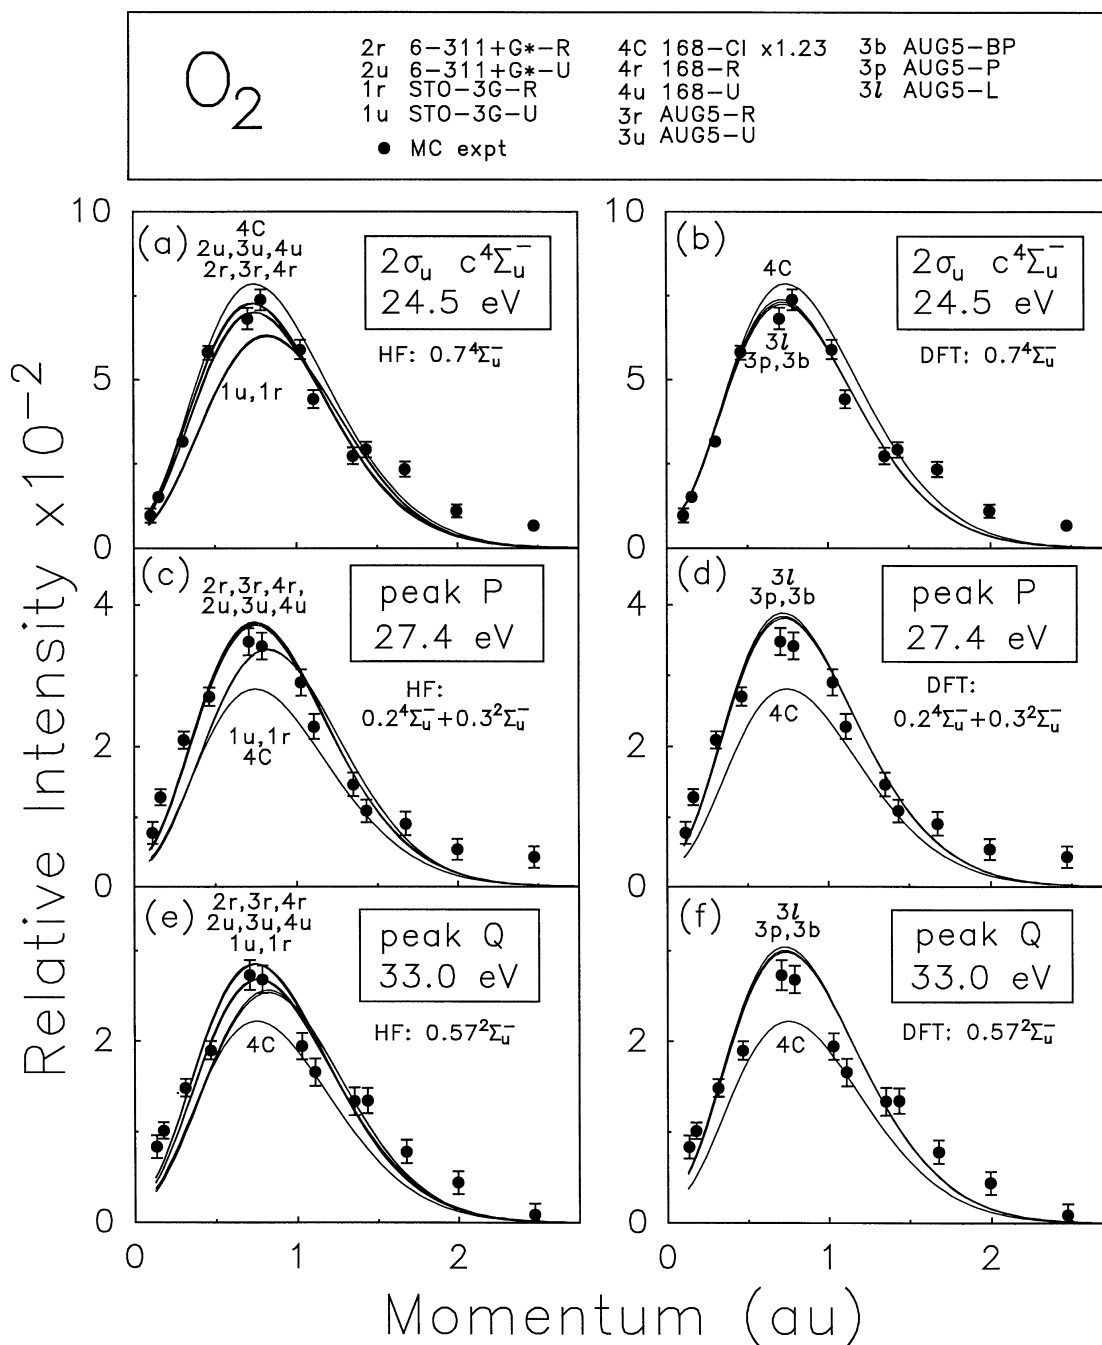 O₂
2r 6-311+G*-R
2u 6-311+G*-U
1r STO-3G-R
1u STO-3G-U
● MC expt
4C 168-CI x1.23
4r 168-R
4u 168-U
3r AUG5-R
3u AUG5-U
3b AUG5-BP
3p AUG5-P
3l AUG5-L
Relative Intensity x10-2
10
5
0
(a)
4C
2u,3u,4u
2r,3r,4r
1u,1r
2σᵤ c⁴Σᵤ⁻
24.5 eV
HF: 0.7⁴Σᵤ⁻
10
5
0
(b)
4C
3l
3p,3b
2σᵤ c⁴Σᵤ⁻
24.5 eV
DFT: 0.7⁴Σᵤ⁻
4
2
0
(c)
2r,3r,4r,
2u,3u,4u
1u,1r
4C
peak P
27.4 eV
HF:
0.2⁴Σᵤ⁻+0.3²Σᵤ⁻
4
2
0
(d)
3l
3p,3b
4C
peak P
27.4 eV
DFT:
0.2⁴Σᵤ⁻+0.3²Σᵤ⁻
2
0
(e)
2r,3r,4r
2u,3u,4u
1u,1r
4C
peak Q
33.0 eV
HF: 0.57²Σᵤ⁻
2
0
(f)
3l
3p,3b
4C
peak Q
33.0 eV
DFT: 0.57²Σᵤ⁻
0 1 2
0 1 2
Momentum (au)